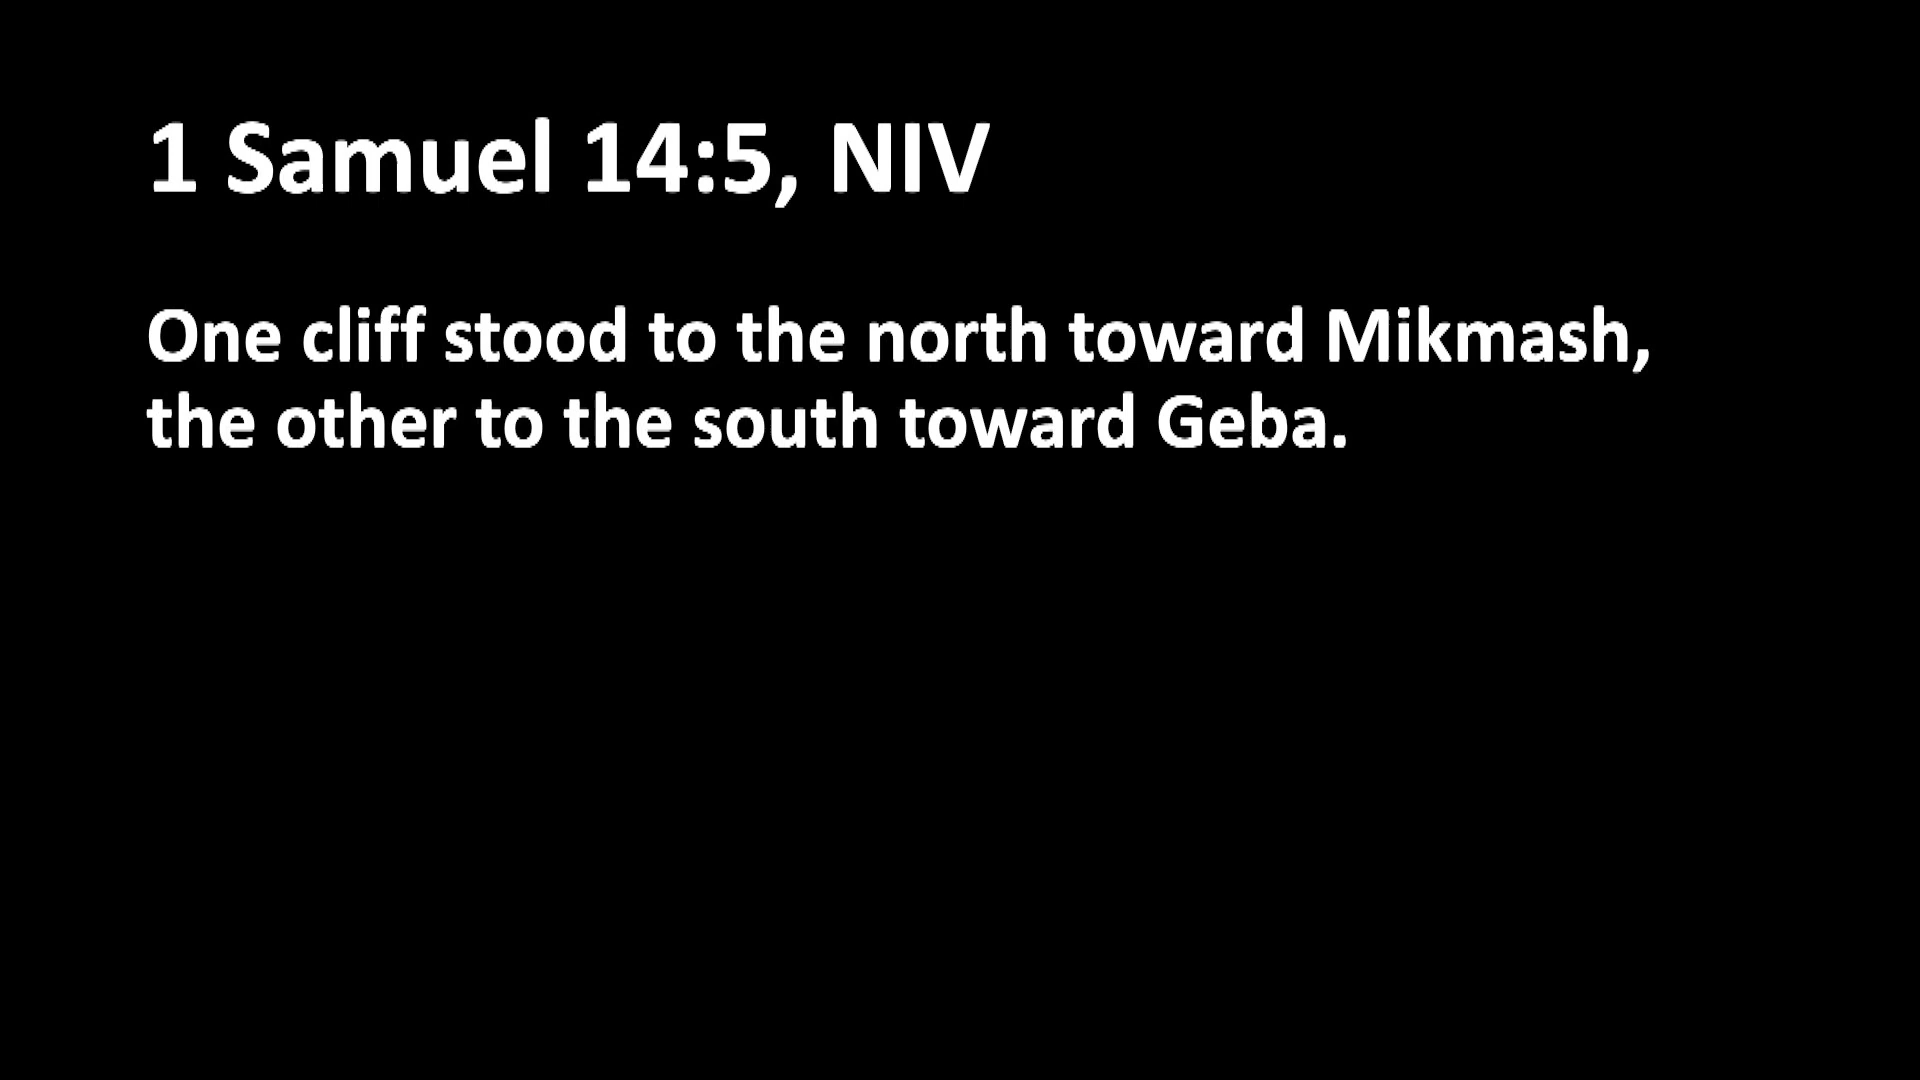 1 Samuel 14:5, NIV
One cliff stood to the north toward Mikmash,
the other to the south toward Geba.